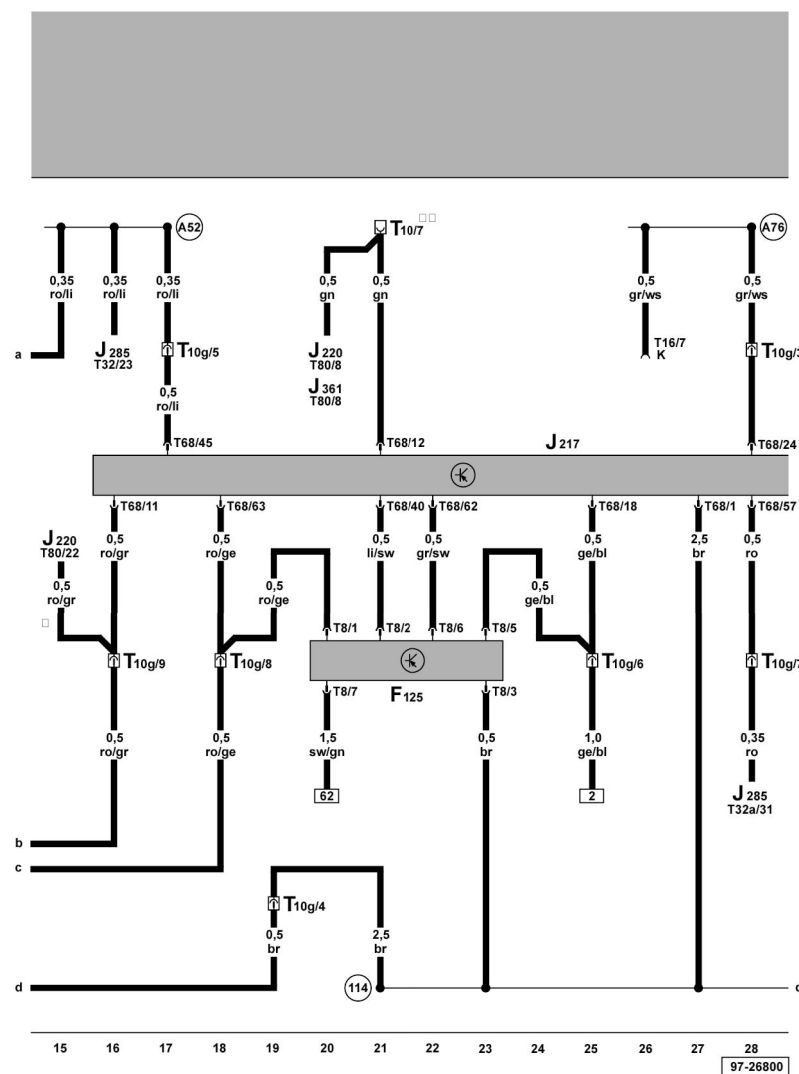 A52
T10/7
A76
0,35 0,35 0,35 0,5 0,5 0,5 0,5
ro/li ro/li ro/li gn gn gr/ws gr/ws
a
J 285
T32/23
T10g/5
J 220
T80/8
J 361
T80/8
T16/7
K
T10g/3
0,5
ro/li
T68/45 T68/12 J 217 T68/24
T68/11 T68/63 T68/40 T68/62 T68/18 T68/1 T68/57
J 220
T80/22
0,5 0,5 0,5 0,5 0,5 2,5 0,5
ro/gr ro/ge li/sw gr/sw ge/bl br ro
0,5 0,5 0,5
ro/gr ro/ge ge/bl
T8/1 T8/2 T8/6 T8/5
T10g/9 T10g/8 T10g/6 T10g/7
T8/7 F 125 T8/3
0,5 0,5 1,5 0,5 1,0 0,35
ro/gr ro/ge sw/gn br ge/bl ro
62 2
J 285
T32a/31
b
c
T10g/4
0,5 2,5
br br
d 114
15 16 17 18 19 20 21 22 23 24 25 26 27 28
97-26800